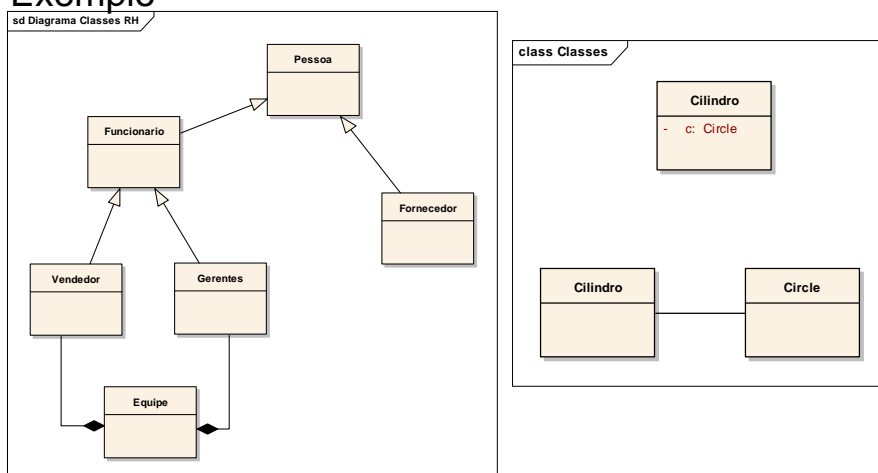 Exemplo
sd Diagrama Classes RH
Pessoa
Funcionario
Fornecedor
Vendedor
Gerentes
Equipe
class Classes
Cilindro
- c: Circle
Cilindro
Circle